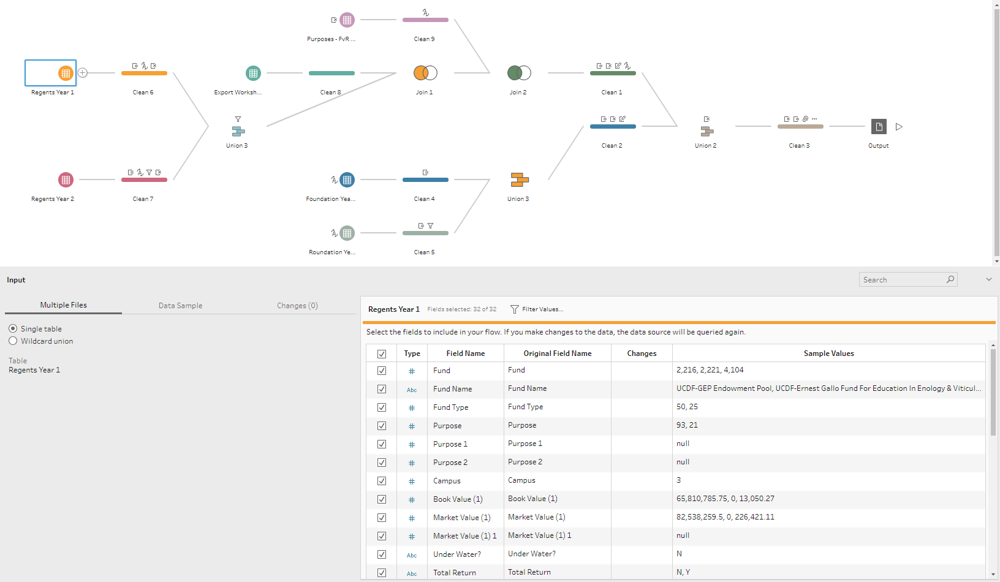 Purposes - FvR ...
Clean 9
Regents Year 1
Clean 6
Export Worksh...
Clean 8
Join 1
Join 2
Clean 1
Union 3
Clean 2
Union 2
Clean 3
Output
Regents Year 2
Clean 7
Foundation Yea...
Clean 4
Union 3
Roundation Ye...
Clean 5
Input
Search
Multiple Files
Data Sample
Changes (0)
Single table
Wildcard union
Table
Regents Year 1
Regents Year 1 Fields selected: 32 of 32 Filter Values...
Select the fields to include in your flow. If you make changes to the data, the data source will be queried again.
Type Field Name Original Field Name Changes Sample Values
# Fund Fund 2,216, 2,221, 4,104
Abc Fund Name Fund Name UCDF-GEP Endowment Pool, UCDF-Ernest Gallo Fund For Education In Enology & Viticul...
# Fund Type Fund Type 50, 25
# Purpose Purpose 93, 21
# Purpose 1 Purpose 1 null
# Purpose 2 Purpose 2 null
# Campus Campus 3
# Book Value (1) Book Value (1) 65,810,785.75, 0, 13,050.27
# Market Value (1) Market Value (1) 82,538,259.5, 0, 226,421.11
# Market Value (1) 1 Market Value (1) 1 null
Abc Under Water? Under Water? N
Abc Total Return Total Return N, Y